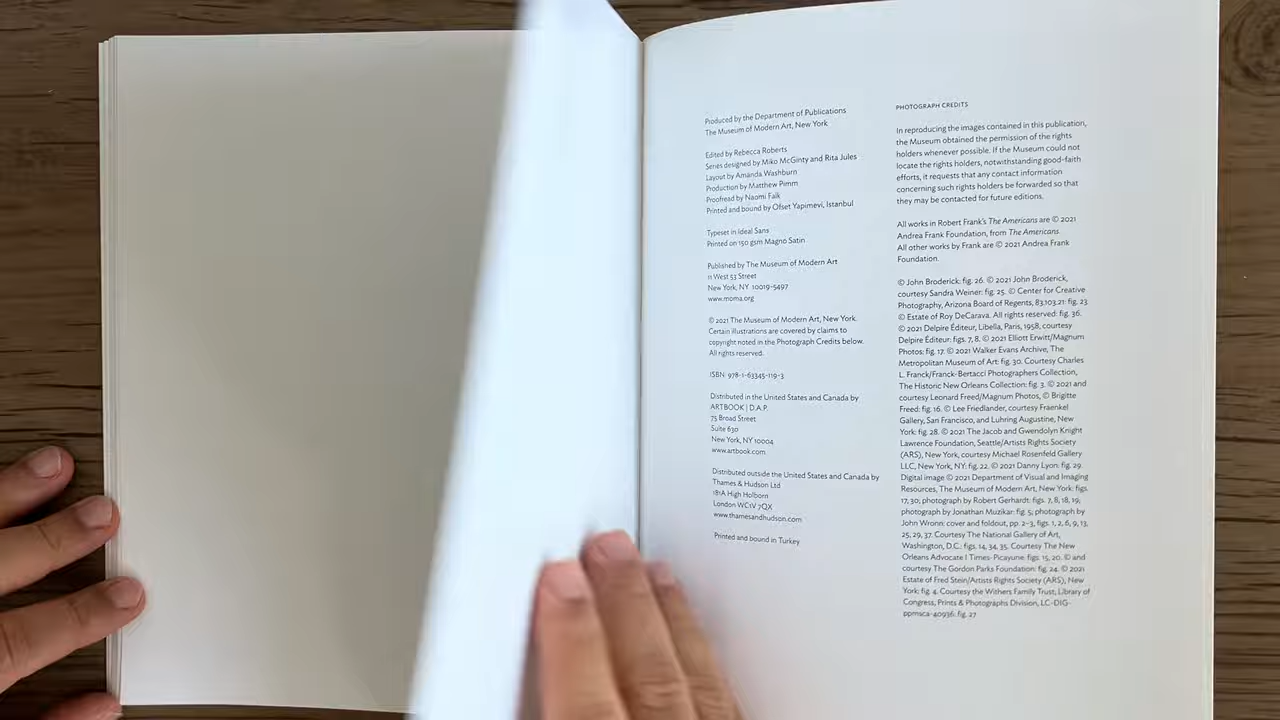 Produced by the Department of Publications
The Museum of Modern Art, New York
Edited by Rebecca Roberts
Series designed by Miko McGinty and Rita Jules
Layout by Amanda Washburn
Production by Matthew Pimm
Proofread by Naomi Falk
Printed and bound by Ofset Yapimevi, Istanbul
Typeset in Ideal Sans
Printed on 150 gsm Magno Satin
Published by The Museum of Modern Art
11 West 53 Street
New York, NY 10019-5497
www.moma.org
© 2021 The Museum of Modern Art, New York.
Certain illustrations are covered by claims to
copyright noted in the Photograph Credits below.
All rights reserved.
ISBN: 978-1-63345-119-3
Distributed in the United States and Canada by
ARTBOOK | D.A.P.
75 Broad Street
Suite 630
New York, NY 10004
www.artbook.com
Distributed outside the United States and Canada by
Thames & Hudson Ltd
181A High Holborn
London WC1V 7QX
www.thamesandhudson.com
Printed and bound in Turkey
PHOTOGRAPH CREDITS
In reproducing the images contained in this publication,
the Museum obtained the permission of the rights
holders whenever possible. If the Museum could not
locate the rights holders, notwithstanding good-faith
efforts, it requests that any contact information
concerning such rights holders be forwarded so that
they may be contacted for future editions.
All works in Robert Frank's The Americans are © 2021
Andrea Frank Foundation, from The Americans.
All other works by Frank are © 2021 Andrea Frank
Foundation.
© John Broderick: fig. 26. © 2021 John Broderick,
courtesy Sandra Weiner: fig. 25. © Center for Creative
Photography, Arizona Board of Regents, 83.103.21: fig. 23.
© Estate of Roy DeCarava. All rights reserved: fig. 36.
© 2021 Delpire Éditeur, Libella, Paris, 1958, courtesy
Delpire Éditeur: figs. 7, 8. © 2021 Elliott Erwitt/Magnum
Photos: fig. 17. © 2021 Walker Evans Archive, The
Metropolitan Museum of Art: fig. 30. Courtesy Charles
L. Franck/Franck-Bertacci Photographers Collection,
The Historic New Orleans Collection: fig. 3. © 2021 and
courtesy Leonard Freed/Magnum Photos, © Brigitte
Freed: fig. 16. © Lee Friedlander, courtesy Fraenkel
Gallery, San Francisco, and Luhring Augustine, New
York: fig. 28. © 2021 The Jacob and Gwendolyn Knight
Lawrence Foundation, Seattle/Artists Rights Society
(ARS), New York, courtesy Michael Rosenfeld Gallery
LLC, New York, NY: fig. 22. © 2021 Danny Lyon: fig. 29.
Digital image © 2021 Department of Visual and Imaging
Resources, The Museum of Modern Art, New York: figs.
17, 30, photograph by Robert Gerhardt: figs. 7, 8, 18, 19;
photograph by Jonathan Muzikar: fig. 5; photograph by
John Wronn: cover and foldout, pp. 2–3, figs. 1, 2, 6, 9, 13,
25, 29, 37. Courtesy The National Gallery of Art,
Washington, D.C.: figs. 14, 34, 35. Courtesy The New
Orleans Advocate | Times-Picayune: figs. 15, 20. © and
courtesy The Gordon Parks Foundation: fig. 24. © 2021
Estate of Fred Stein/Artists Rights Society (ARS), New
York: fig. 4. Courtesy the Withers Family Trust, Library of
Congress, Prints & Photographs Division, LC-DIG-
ppmsca-40936: fig. 27